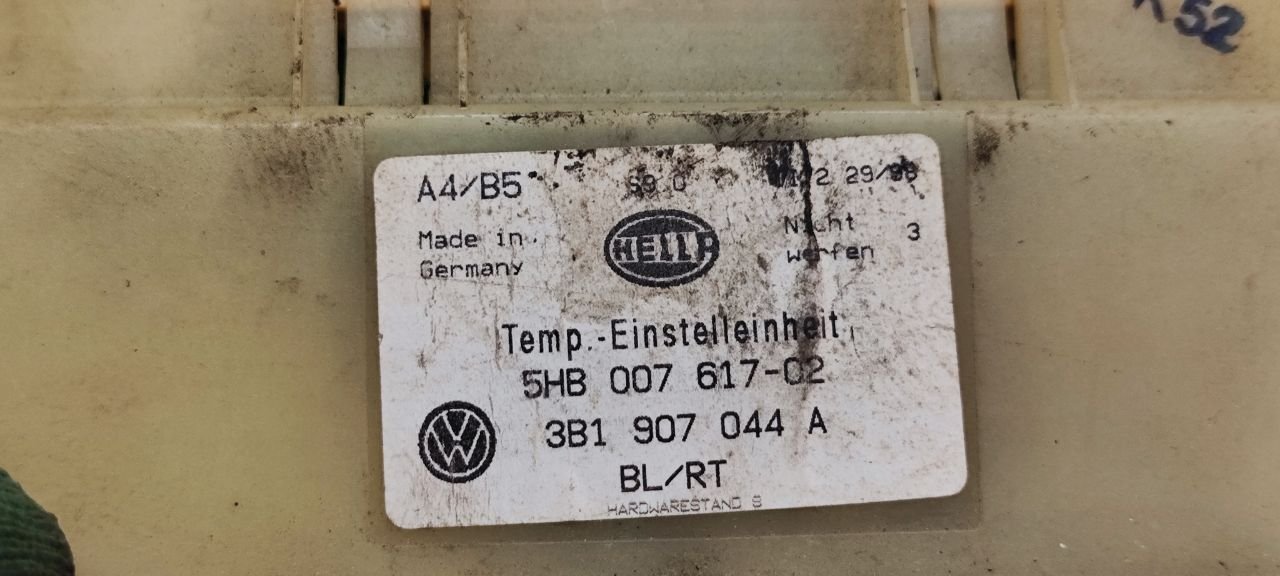 52
A4/B5
Made in
Germany
HELLA
Nicht
werfen
3
Temp.-Einstelleinheit
5HB 007 617-02
3B1 907 044 A
BL/RT
HARDWARESTAND S